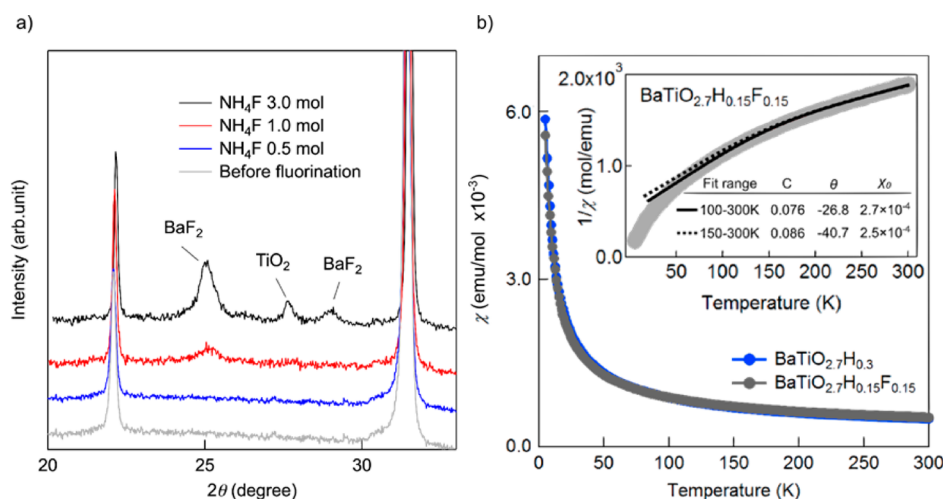 a)
NH₄F 3.0 mol
NH₄F 1.0 mol
NH₄F 0.5 mol
Before fluorination
BaF₂
TiO₂
BaF₂
Intensity (arb.unit)
20 25 30
2θ (degree)
b)
6.0
3.0
0.0
χ (emu/mol x10⁻³)
2.0x10³
1.0
0.0
1/χ (mol/emu)
BaTiO₂.₇H₀.₁₅F₀.₁₅
Fit range C θ χ₀
100-300K 0.076 -26.8 2.7×10⁻⁴
150-300K 0.086 -40.7 2.5×10⁻⁴
50 100 150 200 250 300
Temperature (K)
BaTiO₂.₇H₀.₃
BaTiO₂.₇H₀.₁₅F₀.₁₅
0 50 100 150 200 250 300
Temperature (K)